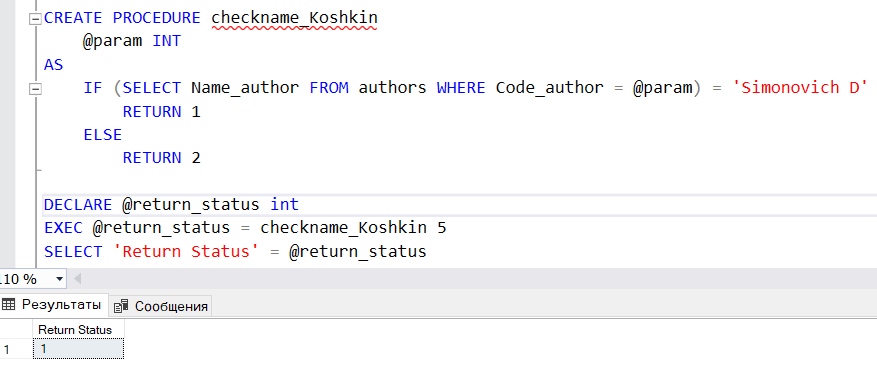 CREATE PROCEDURE checkname_Koshkin
@param INT
AS
IF (SELECT Name_author FROM authors WHERE Code_author = @param) = 'Simonovich D'
RETURN 1
ELSE
RETURN 2
DECLARE @return_status int
EXEC @return_status = checkname_Koshkin 5
SELECT 'Return Status' = @return_status
110 %
Результаты Сообщения
Return Status
1 1